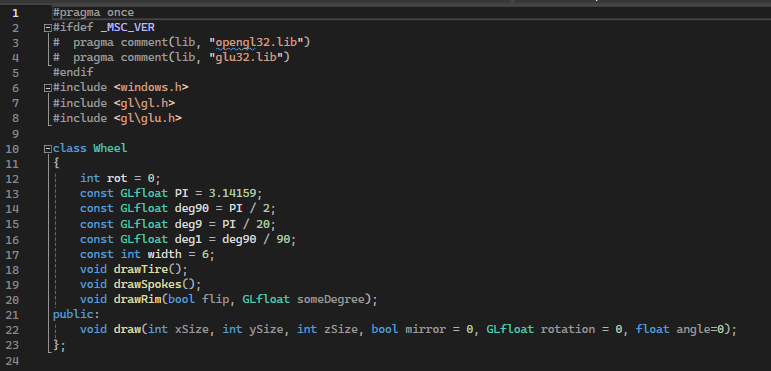 1 #pragma once
2 #ifdef _MSC_VER
3 #  pragma comment(lib, "opengl32.lib")
4 #  pragma comment(lib, "glu32.lib")
5 #endif
6 #include <windows.h>
7 #include <gl\gl.h>
8 #include <gl\glu.h>
9
10 class Wheel
11 {
12     int rot = 0;
13     const GLfloat PI = 3.14159;
14     const GLfloat deg90 = PI / 2;
15     const GLfloat deg9 = PI / 20;
16     const GLfloat deg1 = deg90 / 90;
17     const int width = 6;
18     void drawTire();
19     void drawSpokes();
20     void drawRim(bool flip, GLfloat someDegree);
21 public:
22     void draw(int xSize, int ySize, int zSize, bool mirror = 0, GLfloat rotation = 0, float angle=0);
23 };
24